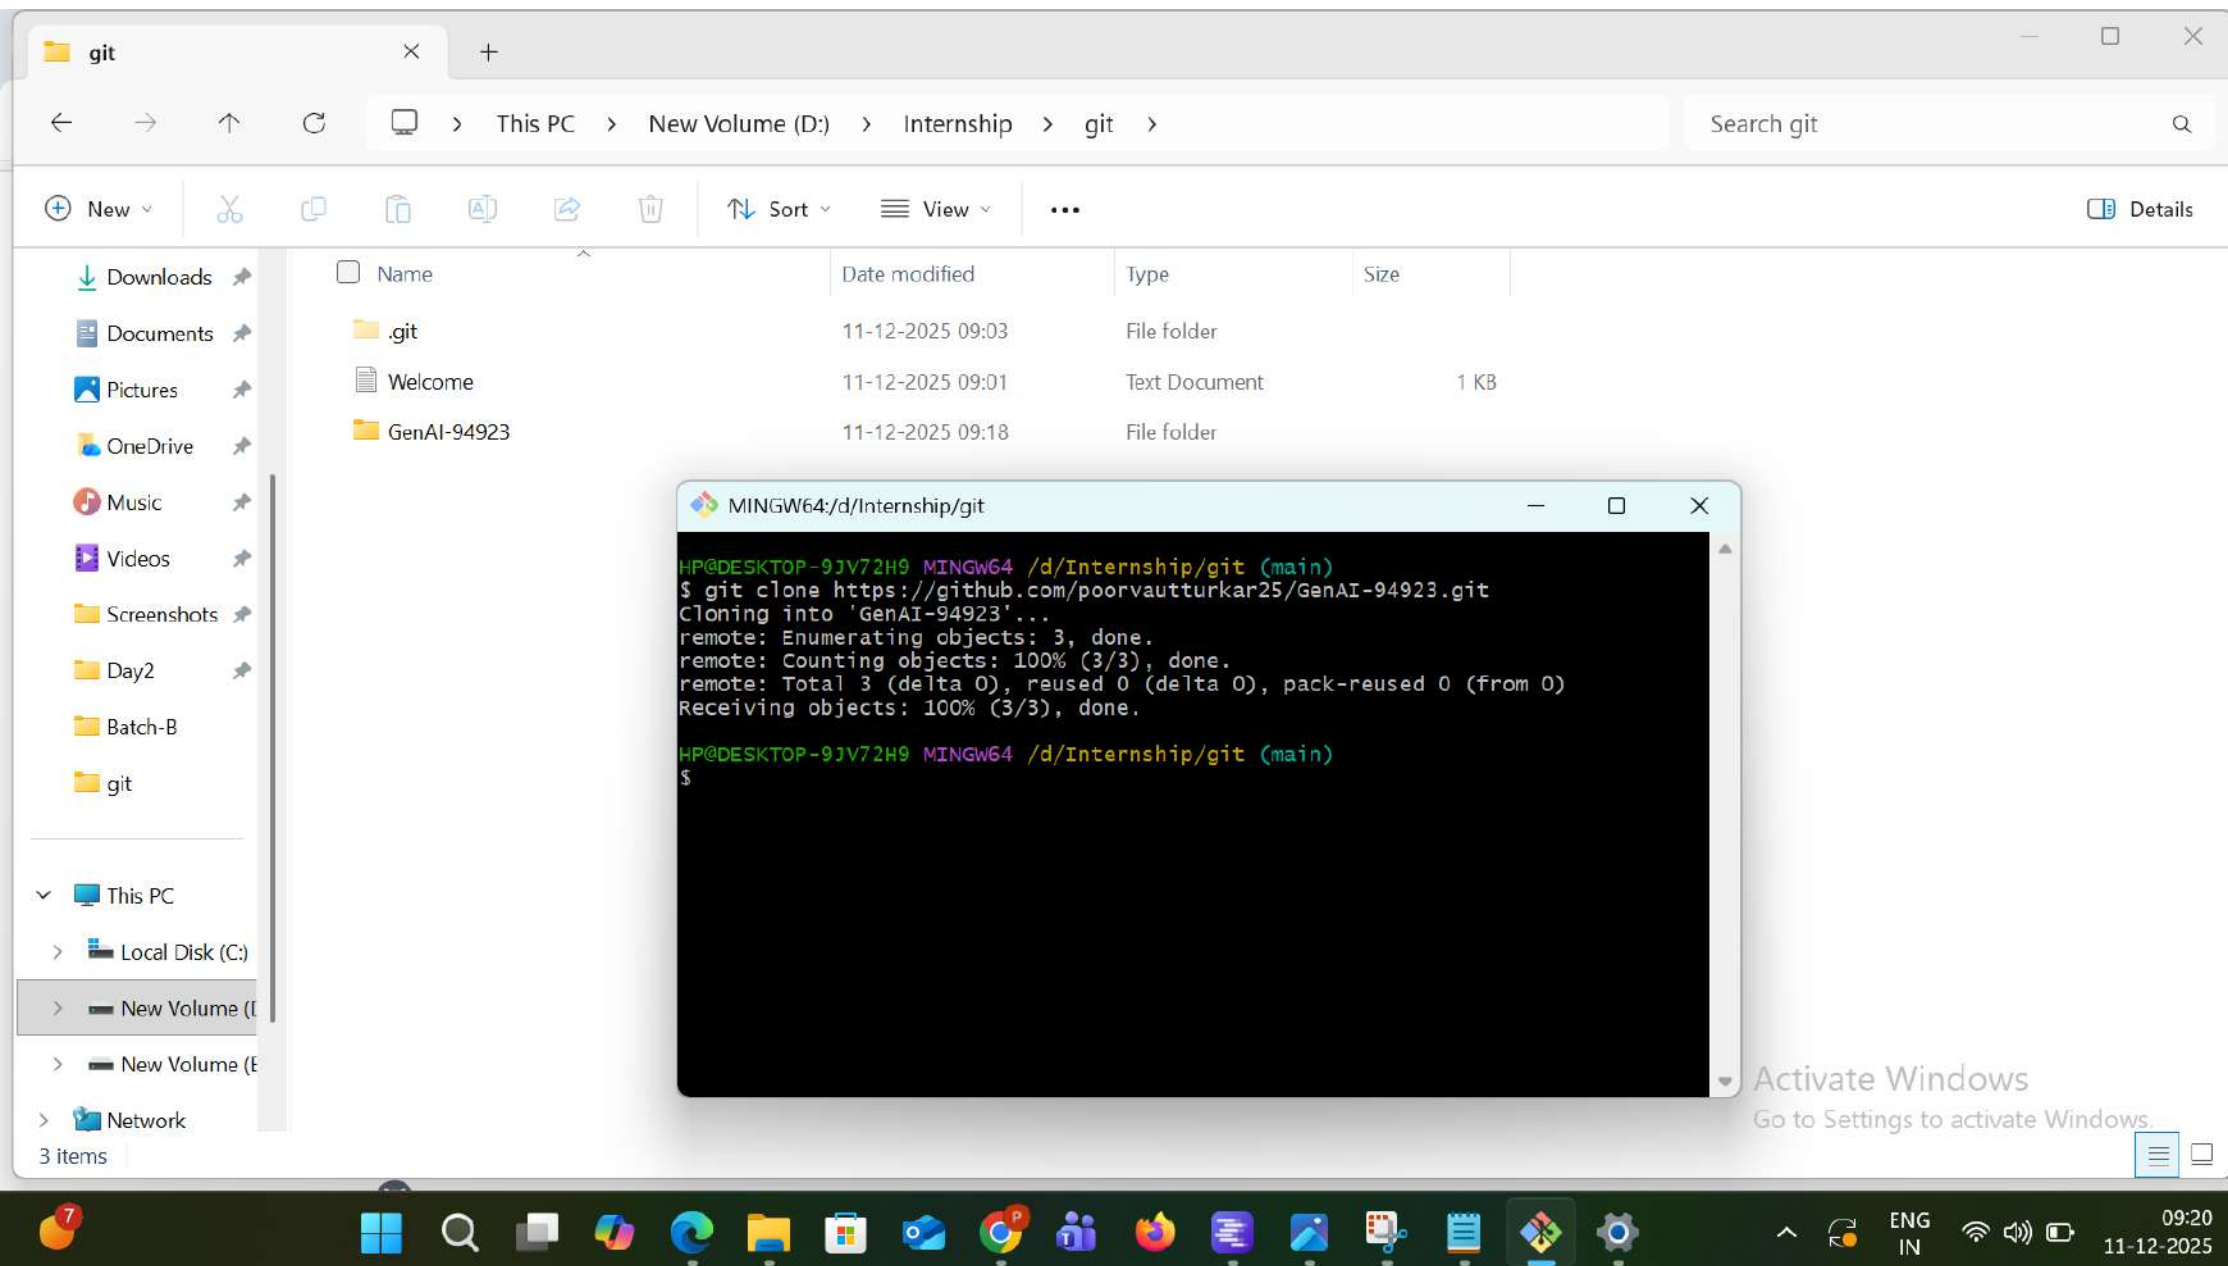 git
This PC
New Volume (D:)
Internship
git
Search git
New
Sort
View
Details
Downloads
Documents
Pictures
OneDrive
Music
Videos
Screenshots
Day2
Batch-B
git
This PC
Local Disk (C:)
New Volume (D
New Volume (E
Network
3 items
Name Date modified Type Size
.git 11-12-2025 09:03 File folder
Welcome 11-12-2025 09:01 Text Document 1 KB
GenAI-94923 11-12-2025 09:18 File folder
MINGW64:/d/Internship/git
HP@DESKTOP-9JV72H9 MINGW64 /d/Internship/git (main)
$ git clone https://github.com/poorvautturkar25/GenAI-94923.git
Cloning into 'GenAI-94923'...
remote: Enumerating objects: 3, done.
remote: Counting objects: 100% (3/3), done.
remote: Total 3 (delta 0), reused 0 (delta 0), pack-reused 0 (from 0)
Receiving objects: 100% (3/3), done.
HP@DESKTOP-9JV72H9 MINGW64 /d/Internship/git (main)
$
Activate Windows
Go to Settings to activate Windows.
7
P
ENG
IN
09:20
11-12-2025